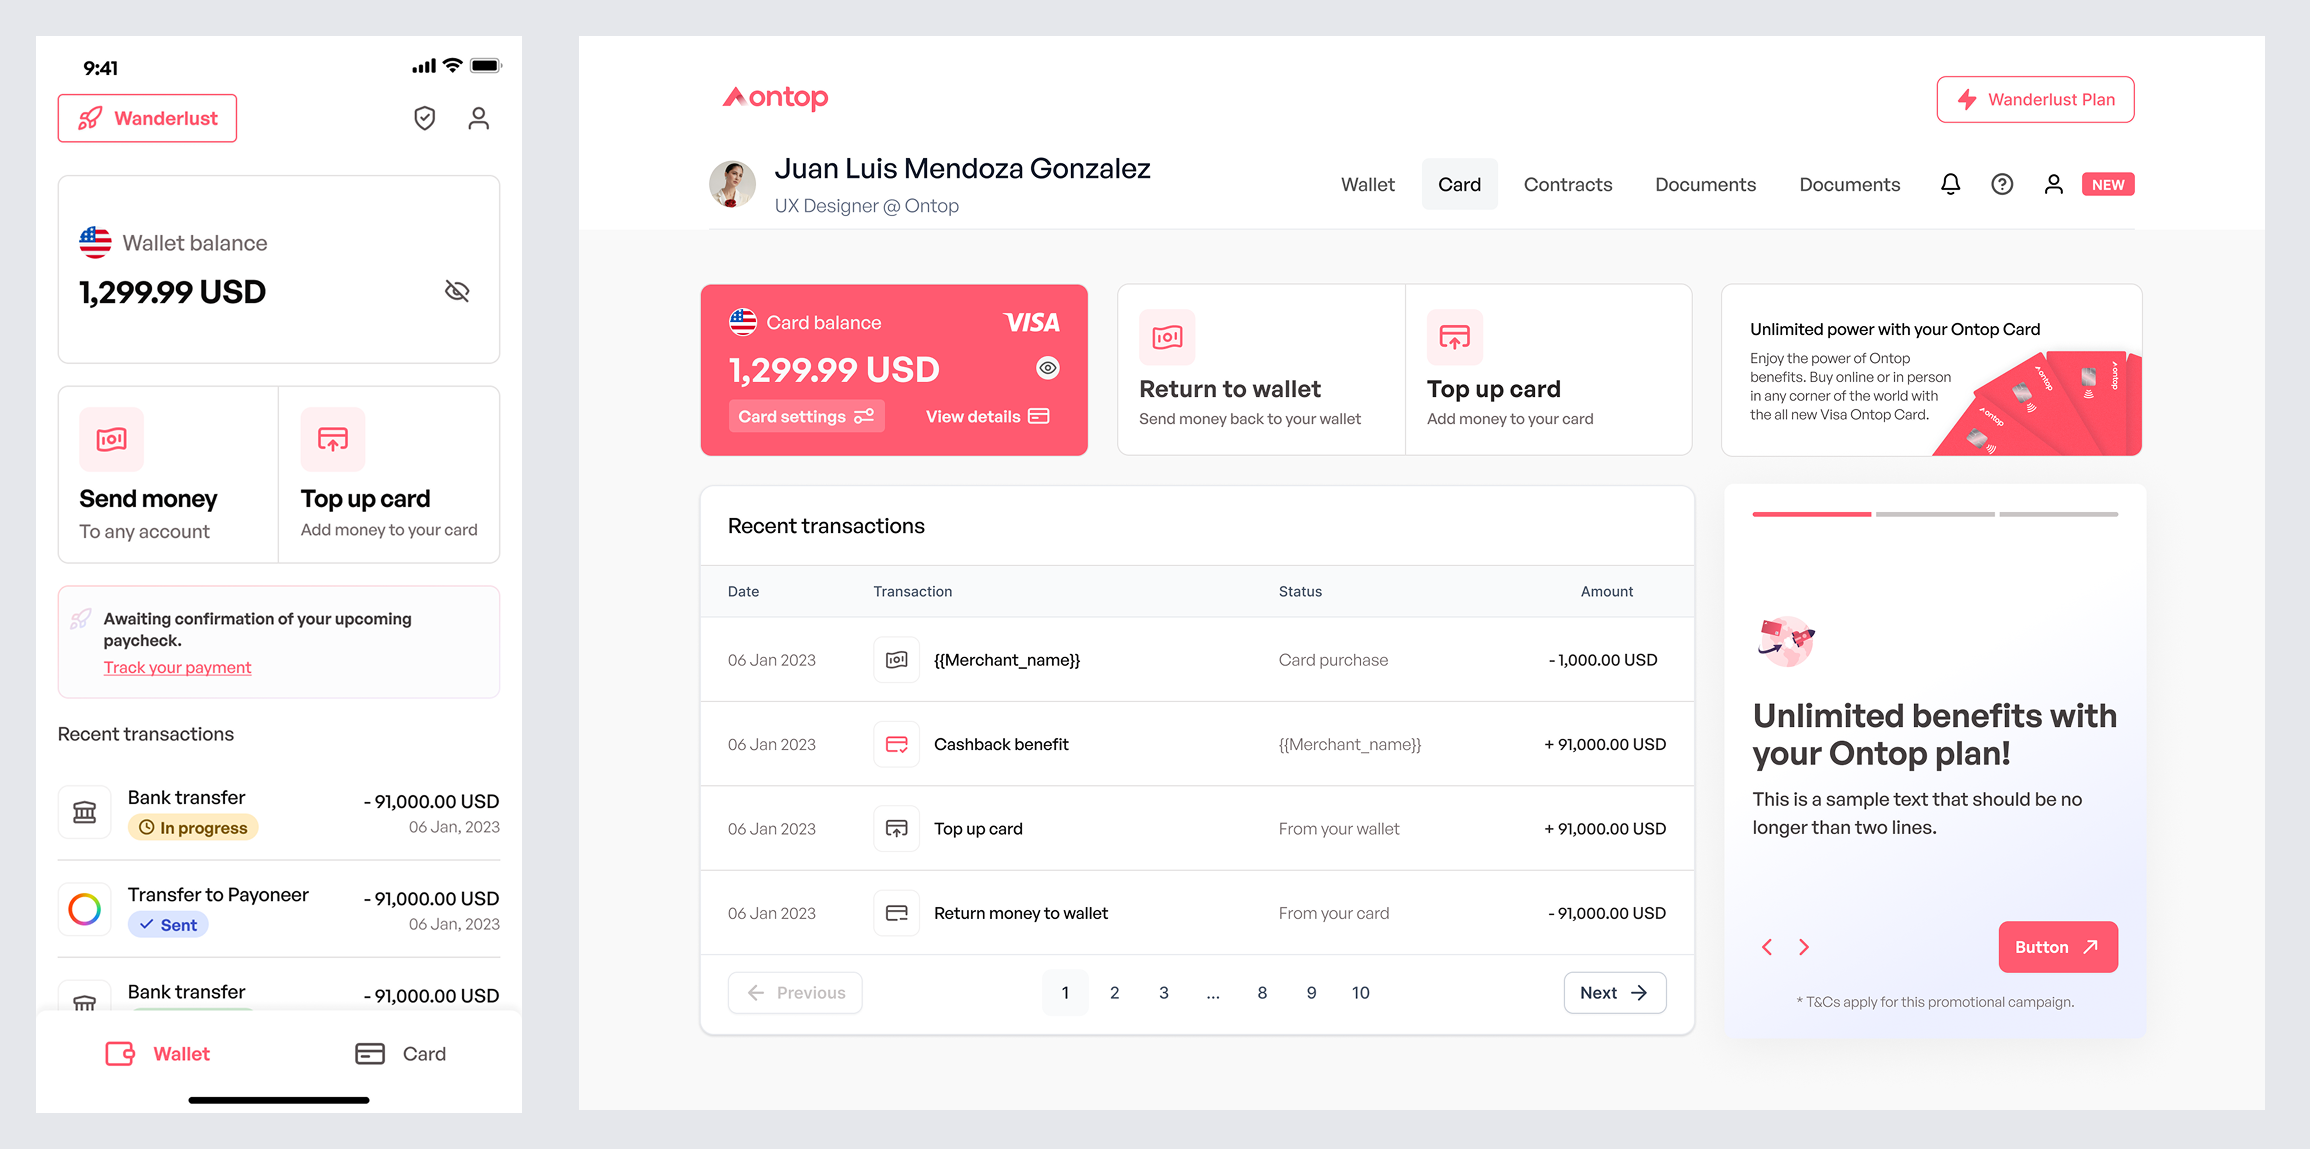 9:41
Wanderlust
Wallet balance
1,299.99 USD
Send money
To any account
Top up card
Add money to your card
Awaiting confirmation of your upcoming
paycheck.
Track your payment
Recent transactions
Bank transfer
- 91,000.00 USD
In progress
06 Jan, 2023
Transfer to Payoneer
- 91,000.00 USD
Sent
06 Jan, 2023
Bank transfer
- 91,000.00 USD
Wallet
Card
ontop
Wanderlust Plan
Juan Luis Mendoza Gonzalez
UX Designer @ Ontop
Wallet
Card
Contracts
Documents
Documents
NEW
Card balance
VISA
1,299.99 USD
Card settings
View details
Return to wallet
Send money back to your wallet
Top up card
Add money to your card
Unlimited power with your Ontop Card
Enjoy the power of Ontop
benefits. Buy online or in person
in any corner of the world with
the all new Visa Ontop Card.
ontop
ontop
ontop
Recent transactions
Date Transaction Status Amount
06 Jan 2023 {{Merchant_name}} Card purchase - 1,000.00 USD
06 Jan 2023 Cashback benefit {{Merchant_name}} + 91,000.00 USD
06 Jan 2023 Top up card From your wallet + 91,000.00 USD
06 Jan 2023 Return money to wallet From your card - 91,000.00 USD
Previous 1 2 3 ... 8 9 10 Next
Unlimited benefits with
your Ontop plan!
This is a sample text that should be no
longer than two lines.
Button
* T&Cs apply for this promotional campaign.